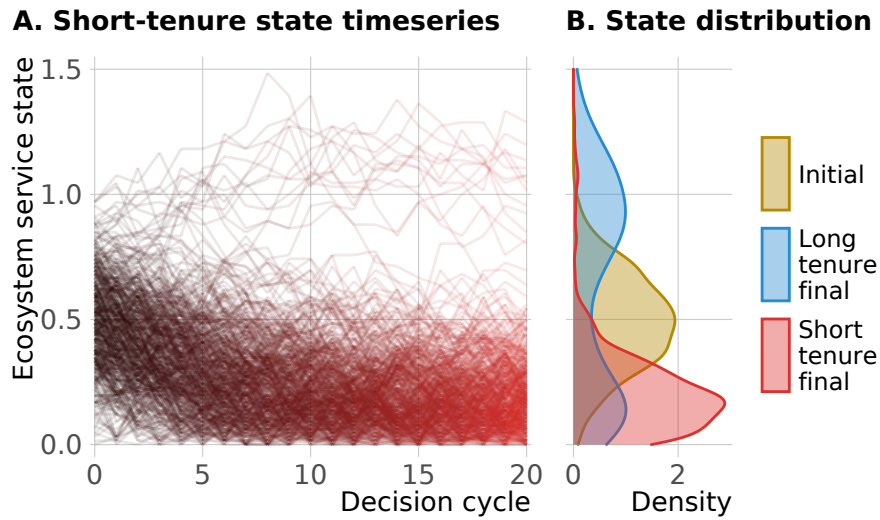 A. Short-tenure state timeseries
B. State distribution
Ecosystem service state
1.5
1.0
0.5
0.0
0
5
10
15
20
Decision cycle
0
2
Density
Initial
Long
tenure
final
Short
tenure
final